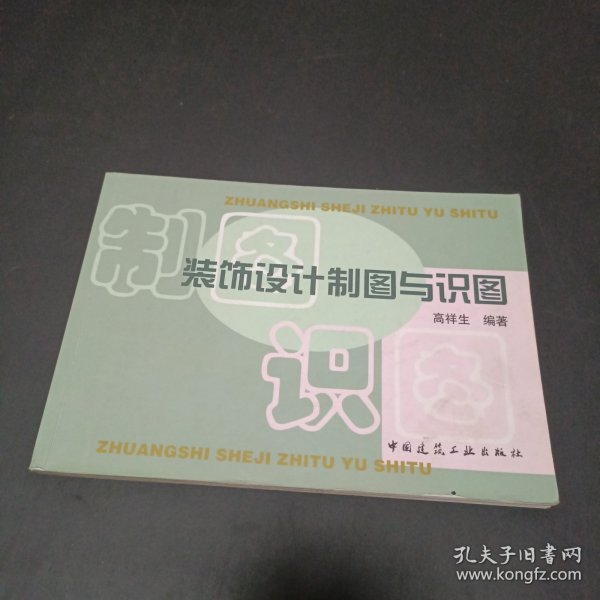 ZHUANGSHI SHEJI ZHITU YU SHITU
制图
装饰设计制图与识图
高祥生 编著
识图
中国建筑工业出版社
ZHUANGSHI SHEJI ZHITU YU SHITU
孔夫子旧书网
www.kongfz.com